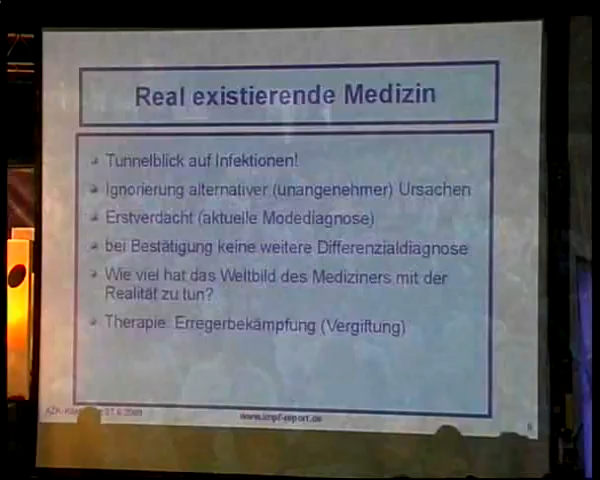 Real existierende Medizin
Tunnelblick auf Infektionen!
Ignorierung alternativer (unangenehmer) Ursachen
Erstverdacht (aktuelle Modediagnose)
bei Bestätigung keine weitere Differenzialdiagnose
Wie viel hat das Weltbild des Mediziners mit der
Realität zu tun?
Therapie: Erregerbekämpfung (Vergiftung)
www.impf-report.de